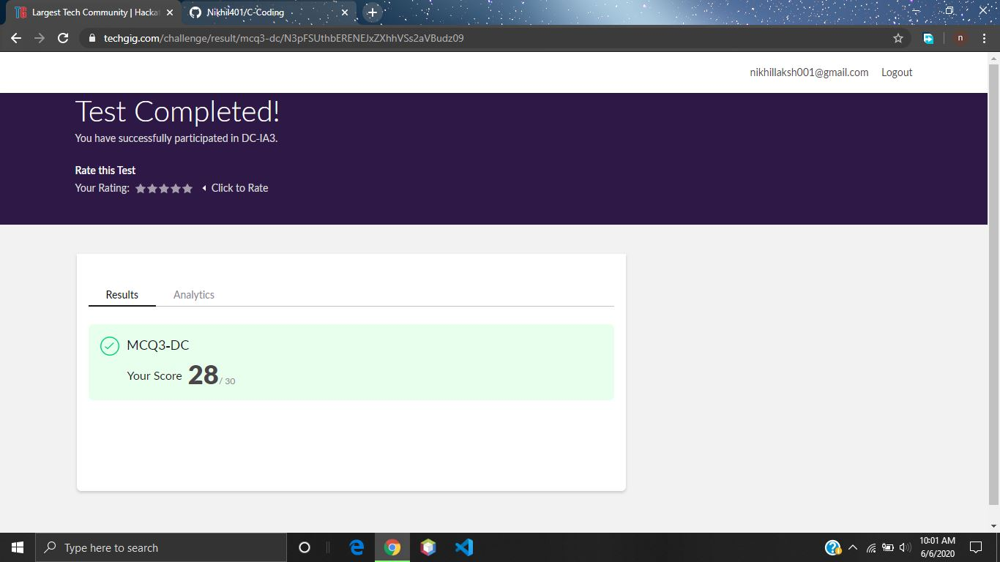 Largest Tech Community | Hacka
Nikhil401/C-Coding
techgig.com/challenge/result/mcq3-dc/N3pFSUthbERENEJxZXhhVSs2aVBudz09
n
nikhillaksh001@gmail.com Logout
Test Completed!
You have successfully participated in DC-IA3.
Rate this Test
Your Rating: Click to Rate
Results Analytics
MCQ3-DC
Your Score 28/ 30
Type here to search
10:01 AM
6/6/2020